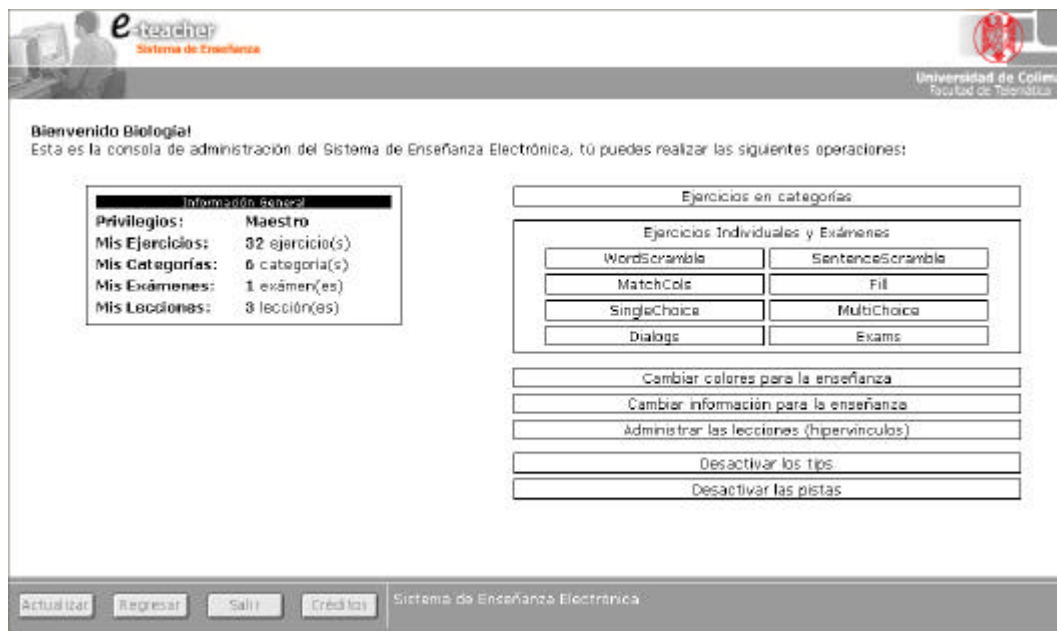 e-teacher
Sistema de Enseñanza
Universidad de Colima
Facultad de Telemática
Bienvenido Biología!
Esta es la consola de administración del Sistema de Enseñanza Electrónica, tú puedes realizar las siguientes operaciones:
Información General
Privilegios: Maestro
Mis Ejercicios: 32 ejercicio(s)
Mis Categorías: 6 categoría(s)
Mis Exámenes: 1 exámen(es)
Mis Lecciones: 3 lección(es)
Ejercicios en categorías
Ejercicios Individuales y Exámenes
WordScramble SentenceScramble
MatchCols Fill
SingleChoice MultiChoice
Dialogs Exams
Cambiar colores para la enseñanza
Cambiar información para la enseñanza
Administrar las lecciones (hipervínculos)
Desactivar los tips
Desactivar las pistas
Actualizar Regresar Salir Créditos Sistema de Enseñanza Electrónica